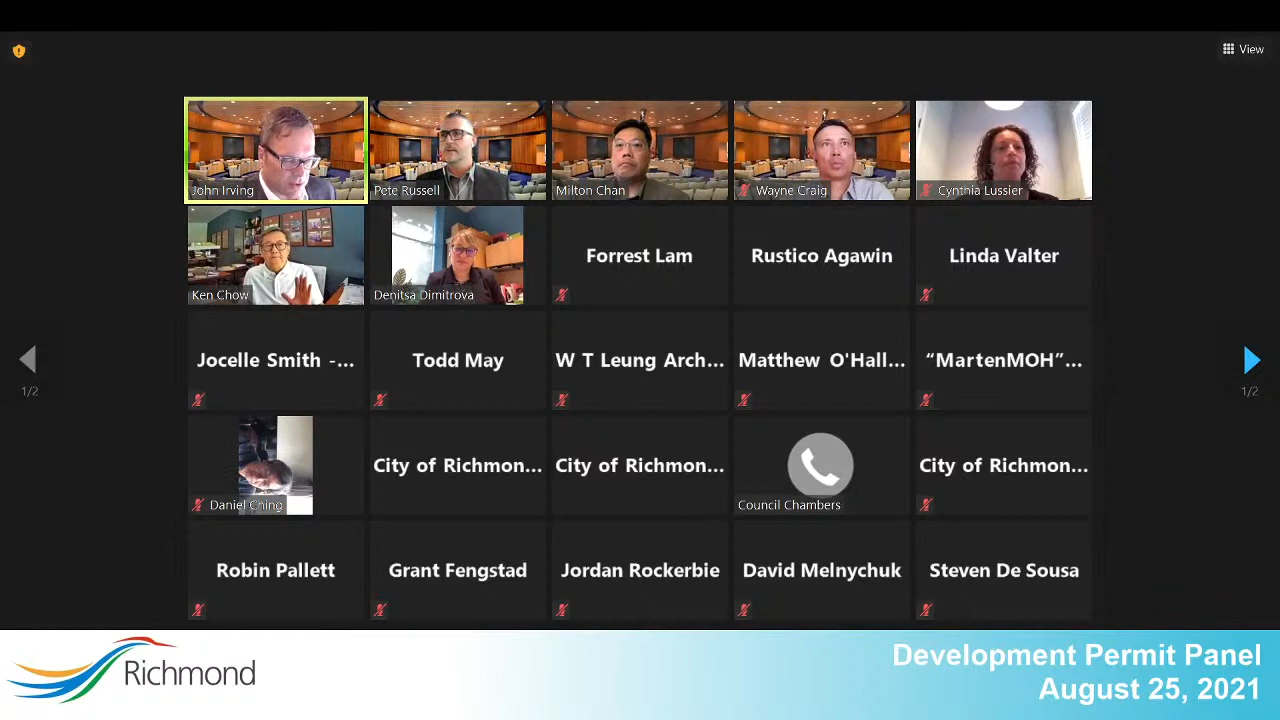 View
John Irving
Pete Russell
Milton Chan
Wayne Craig
Cynthia Lussier
Ken Chow
Denitsa Dimitrova
Forrest Lam
Rustico Agawin
Linda Valter
Jocelle Smith -...
Todd May
W T Leung Arch...
Matthew O'Hall...
“MartenMOH”...
1/2
1/2
Daniel Ching
City of Richmon...
City of Richmon...
Council Chambers
City of Richmon...
Robin Pallett
Grant Fengstad
Jordan Rockerbie
David Melnychuk
Steven De Sousa
Richmond
Development Permit Panel
August 25, 2021